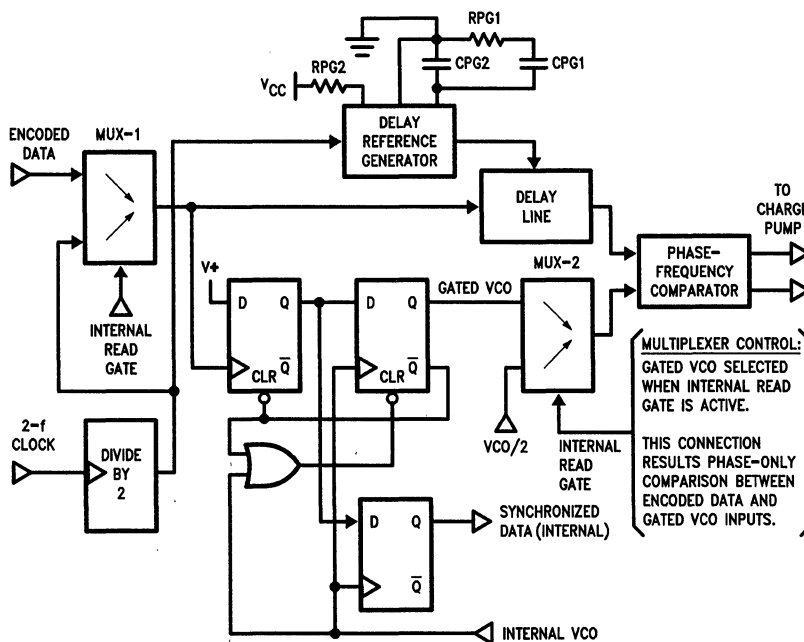 RPG1
RPG2
CPG2
CPG1
VCC
ENCODED
DATA
MUX-1
DELAY
REFERENCE
GENERATOR
DELAY
LINE
TO
CHARGE
PUMP
PHASE-
FREQUENCY
COMPARATOR
INTERNAL
READ
GATE
V+
D
Q
CLR
Q̅
D
Q
CLR
Q̅
GATED VCO
MUX-2
VCO/2
INTERNAL
READ
GATE
MULTIPLEXER CONTROL:
GATED VCO SELECTED
WHEN INTERNAL READ
GATE IS ACTIVE.
THIS CONNECTION
RESULTS PHASE-ONLY
COMPARISON BETWEEN
ENCODED DATA AND
GATED VCO INPUTS.
2-f
CLOCK
DIVIDE
BY
2
D
Q
Q̅
SYNCHRONIZED
DATA (INTERNAL)
INTERNAL VCO